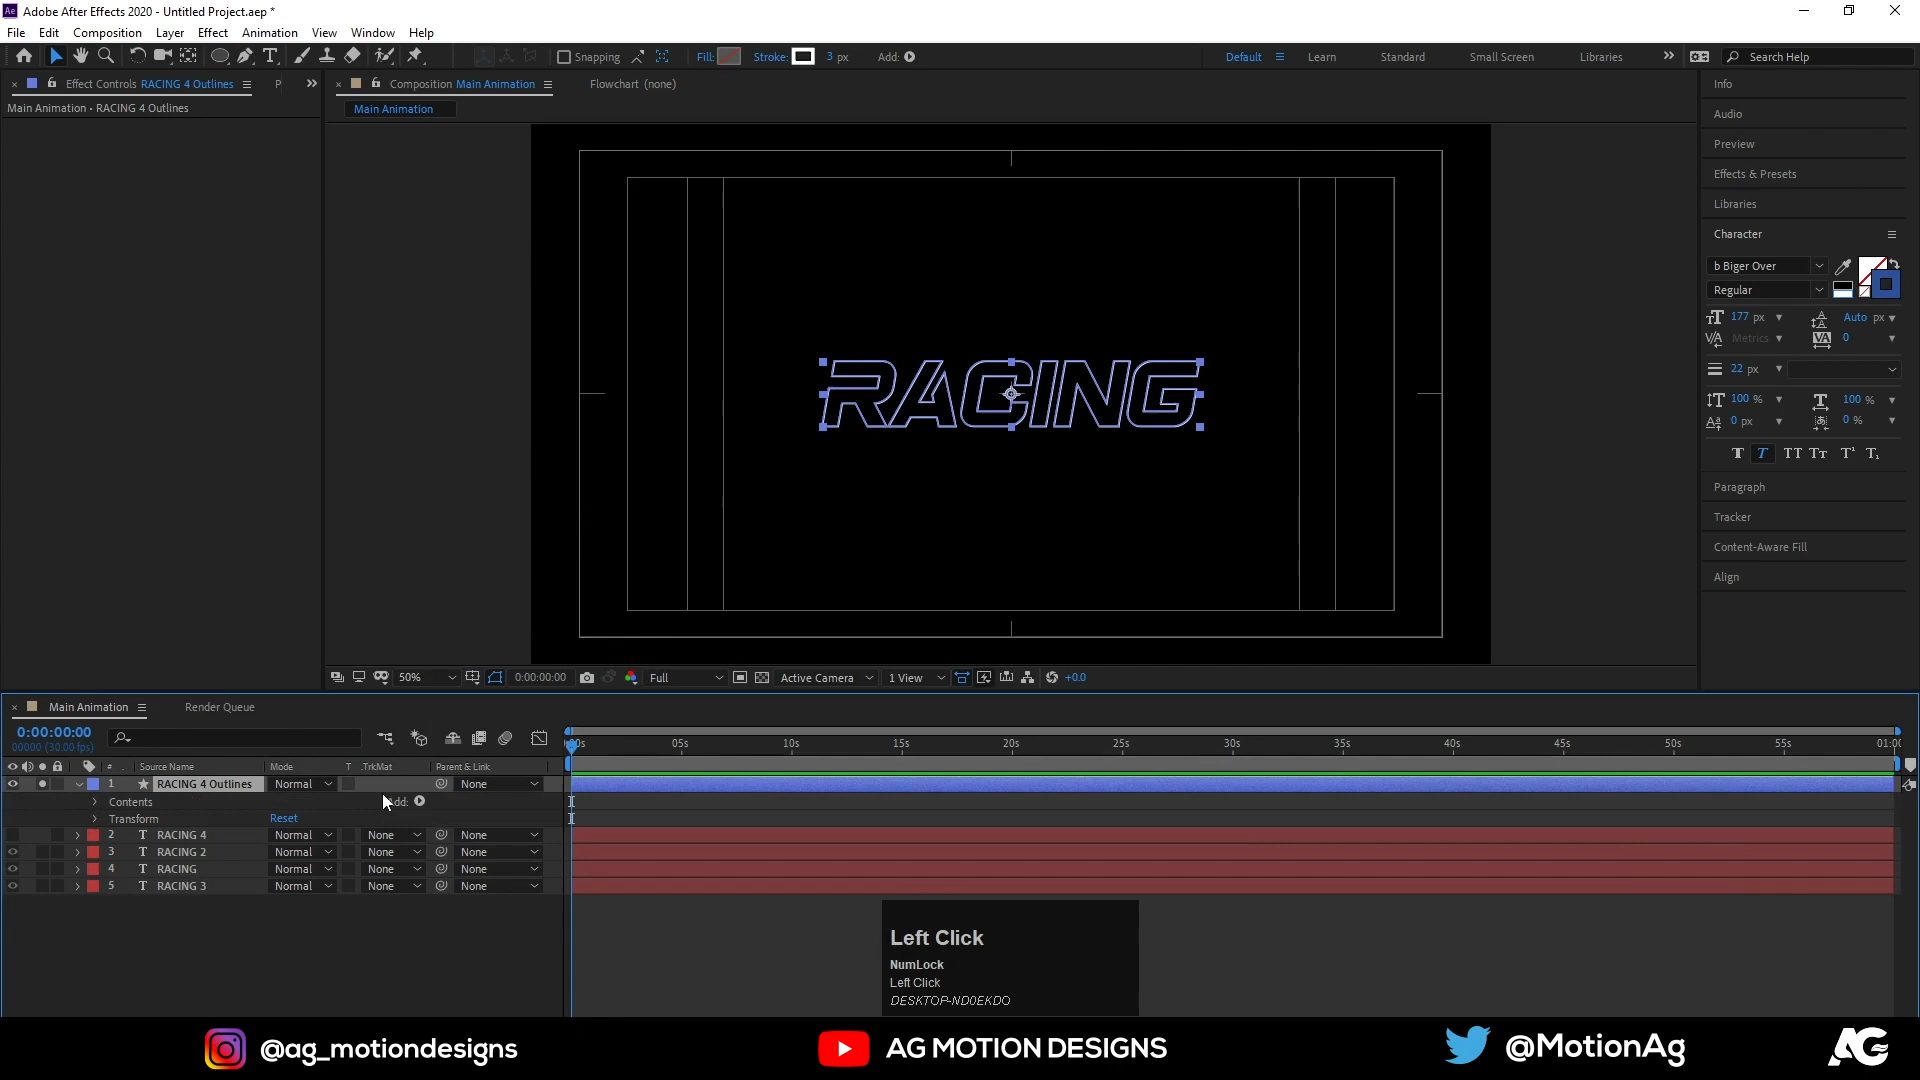 Adobe After Effects 2020 - Untitled Project.aep *
File Edit Composition Layer Effect Animation View Window Help
Snapping Fill: Stroke: 3 px Add: Default Learn Standard Small Screen Libraries Search Help
Effect Controls RACING 4 Outlines P Composition Main Animation Flowchart (none)
Main Animation • RACING 4 Outlines
Main Animation
Info
Audio
Preview
Effects & Presets
Libraries
Character
b Biger Over
Regular
177 px Auto px
Metrics 0
22 px
100 % 100 %
0 px 0 %
Paragraph
Tracker
Content-Aware Fill
Align
RACING
50% 0:00:00:00 Full Active Camera 1 View +0.0
Main Animation Render Queue
0:00:00:00
00000 (30.00 fps)
00s 05s 10s 15s 20s 25s 30s 35s 40s 45s 50s 55s 01:00
# Source Name Mode T .TrkMat Parent & Link
1 RACING 4 Outlines Normal None
Contents Add:
Transform Reset
2 T RACING 4 Normal None None
3 T RACING 2 Normal None None
4 T RACING Normal None None
5 T RACING 3 Normal None None
Left Click
NumLock
Left Click
DESKTOP-ND0EKDO
@ag_motiondesigns AG MOTION DESIGNS @MotionAg AG